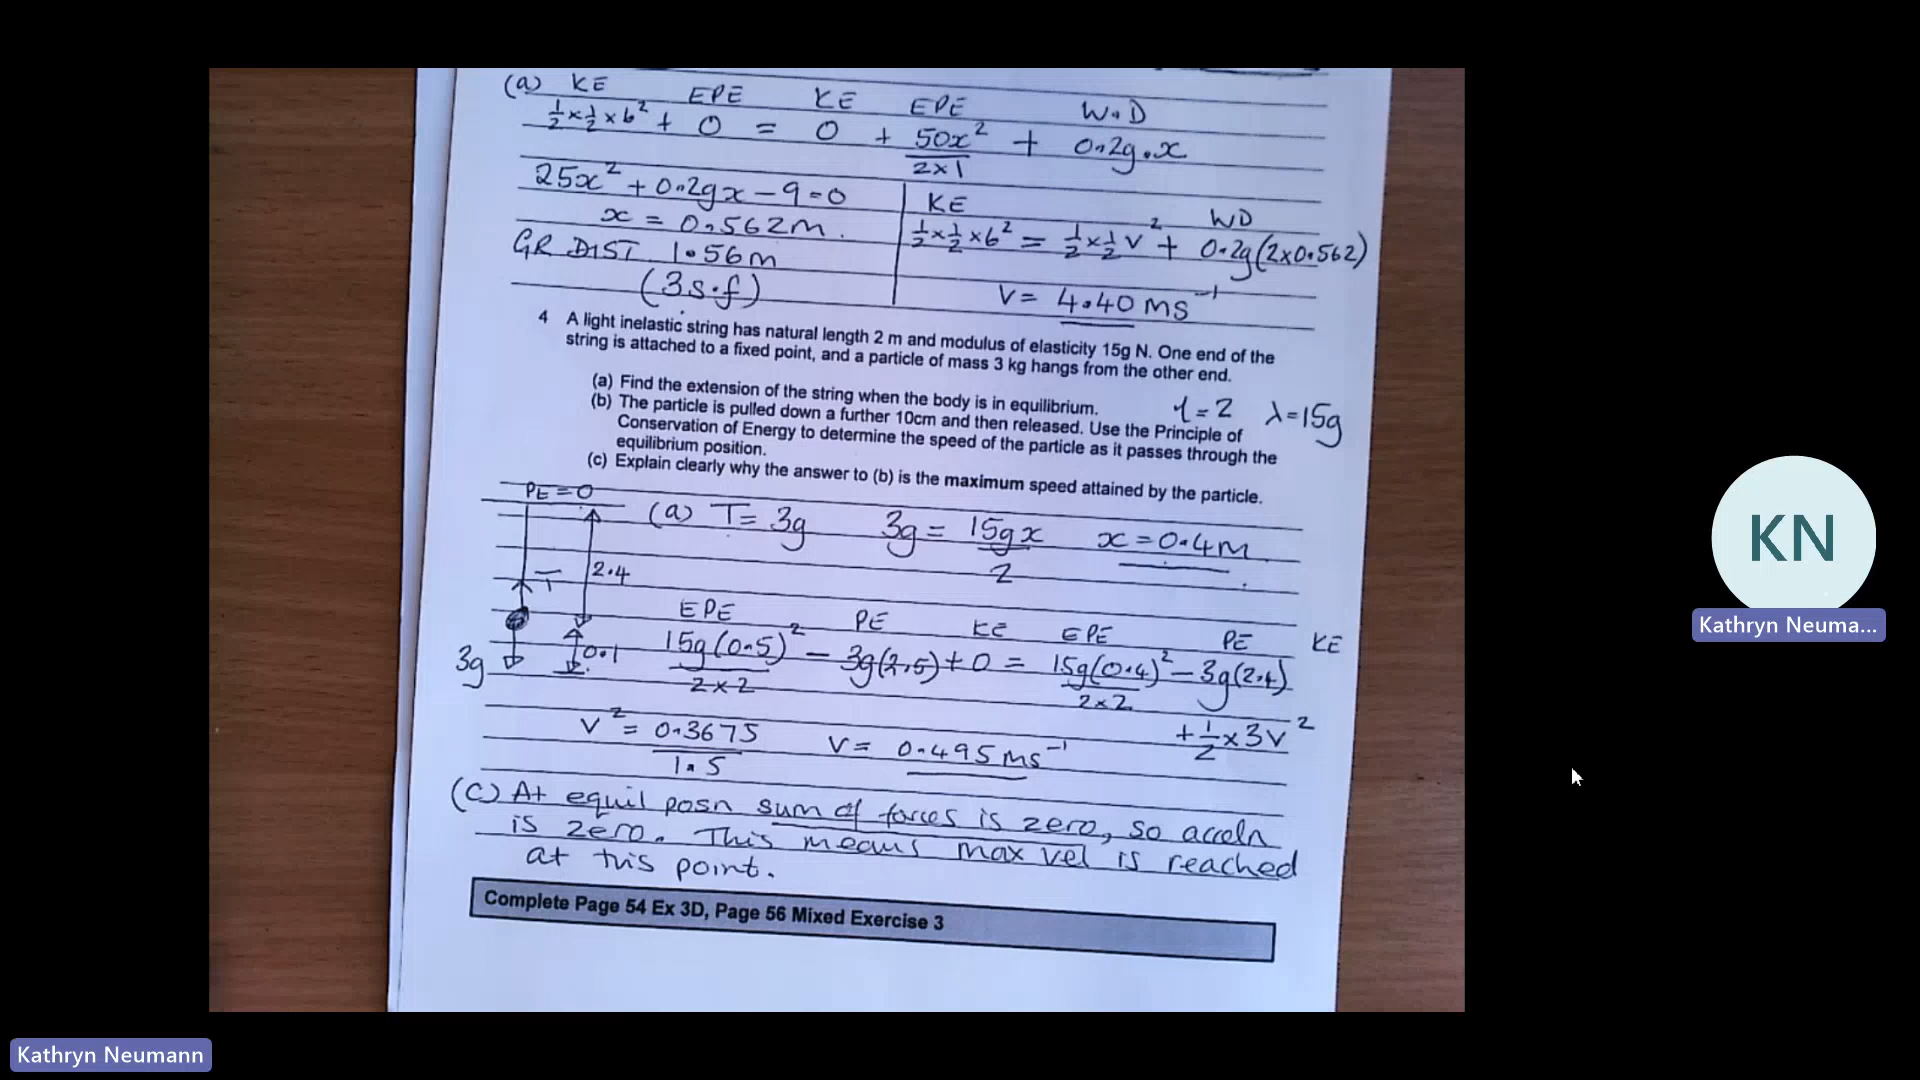 (a) KE EPE KE EPE W.D
½ × ½ × 6² + 0 = 0 + 50x²/2×1 + 0.2g.x
25x² + 0.2gx - 9 = 0
x = 0.562m.
GR DIST 1.56m
(3s.f)
KE WD
½ × ½ × 6² = ½ × ½ v² + 0.2g(2×0.562)
V = 4.40 ms⁻¹
4 A light inelastic string has natural length 2 m and modulus of elasticity 15g N. One end of the
string is attached to a fixed point, and a particle of mass 3 kg hangs from the other end.
(a) Find the extension of the string when the body is in equilibrium.
(b) The particle is pulled down a further 10cm and then released. Use the Principle of
Conservation of Energy to determine the speed of the particle as it passes through the
equilibrium position.
(c) Explain clearly why the answer to (b) is the maximum speed attained by the particle.
l = 2 λ = 15g
PE = 0
T
2.4
0.1
3g
(a) T = 3g 3g = 15gx/2 x = 0.4m
EPE PE KE EPE PE KE
15g(0.5)²/2×2 - 3g(2.5) + 0 = 15g(0.4)²/2×2 - 3g(2.4)
+ ½ × 3v²
v² = 0.3675/1.5 v = 0.495 ms⁻¹
(c) At equil posn sum of forces is zero, so acceln
is zero. This means max vel is reached
at this point.
Complete Page 54 Ex 3D, Page 56 Mixed Exercise 3
KN
Kathryn Neuma...
Kathryn Neumann